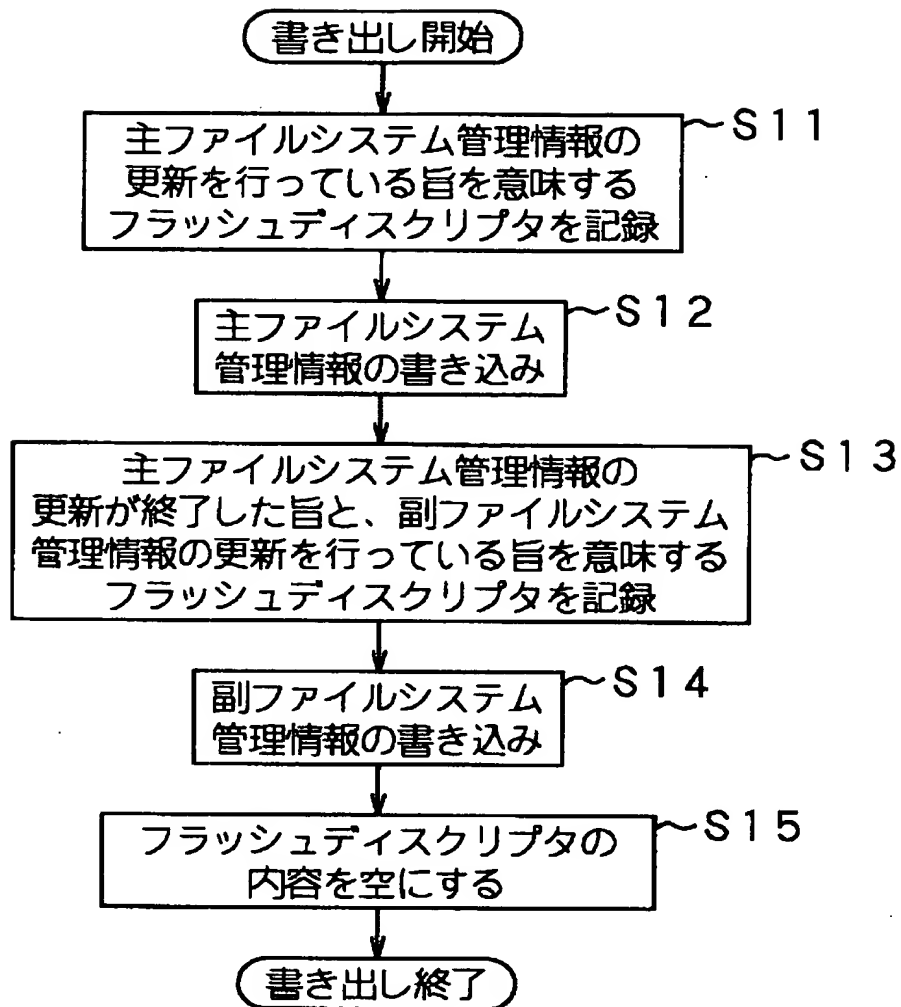 書き出し開始
主ファイルシステム管理情報の
更新を行っている旨を意味する
フラッシュディスクリプタを記録
S11
主ファイルシステム
管理情報の書き込み
S12
主ファイルシステム管理情報の
更新が終了した旨と、副ファイルシステム
管理情報の更新を行っている旨を意味する
フラッシュディスクリプタを記録
S13
副ファイルシステム
管理情報の書き込み
S14
フラッシュディスクリプタの
内容を空にする
S15
書き出し終了